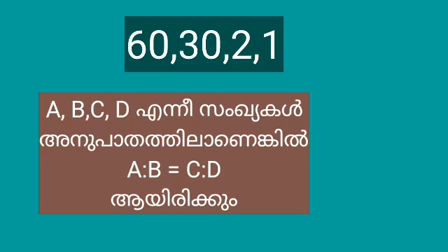 60,30,2,1
A, B,C, D എന്നീ സംഖ്യകൾ
അനുപാതത്തിലാണെങ്കിൽ
A:B = C:D
ആയിരിക്കും